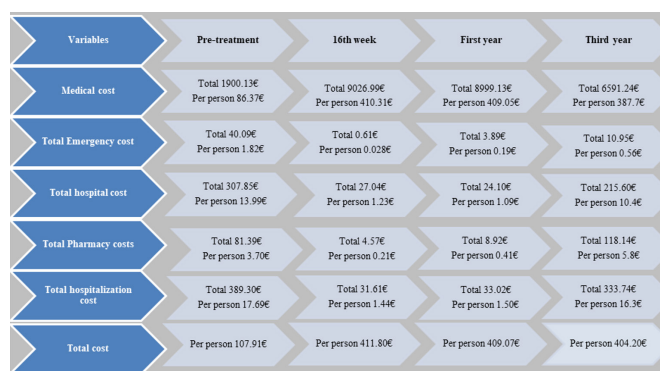 Variables
Pre-treatment
16th week
First year
Third year
Medical cost
Total 1900.13€
Per person 86.37€
Total 9026.99€
Per person 410.31€
Total 8999.13€
Per person 409.05€
Total 6591.24€
Per person 387.7€
Total Emergency cost
Total 40.09€
Per person 1.82€
Total 0.61€
Per person 0.028€
Total 3.89€
Per person 0.19€
Total 10.95€
Per person 0.56€
Total hospital cost
Total 307.85€
Per person 13.99€
Total 27.04€
Per person 1.23€
Total 24.10€
Per person 1.09€
Total 215.60€
Per person 10.4€
Total Pharmacy costs
Total 81.39€
Per person 3.70€
Total 4.57€
Per person 0.21€
Total 8.92€
Per person 0.41€
Total 118.14€
Per person 5.8€
Total hospitalization
cost
Total 389.30€
Per person 17.69€
Total 31.61€
Per person 1.44€
Total 33.02€
Per person 1.50€
Total 333.74€
Per person 16.3€
Total cost
Per person 107.91€
Per person 411.80€
Per person 409.07€
Per person 404.20€